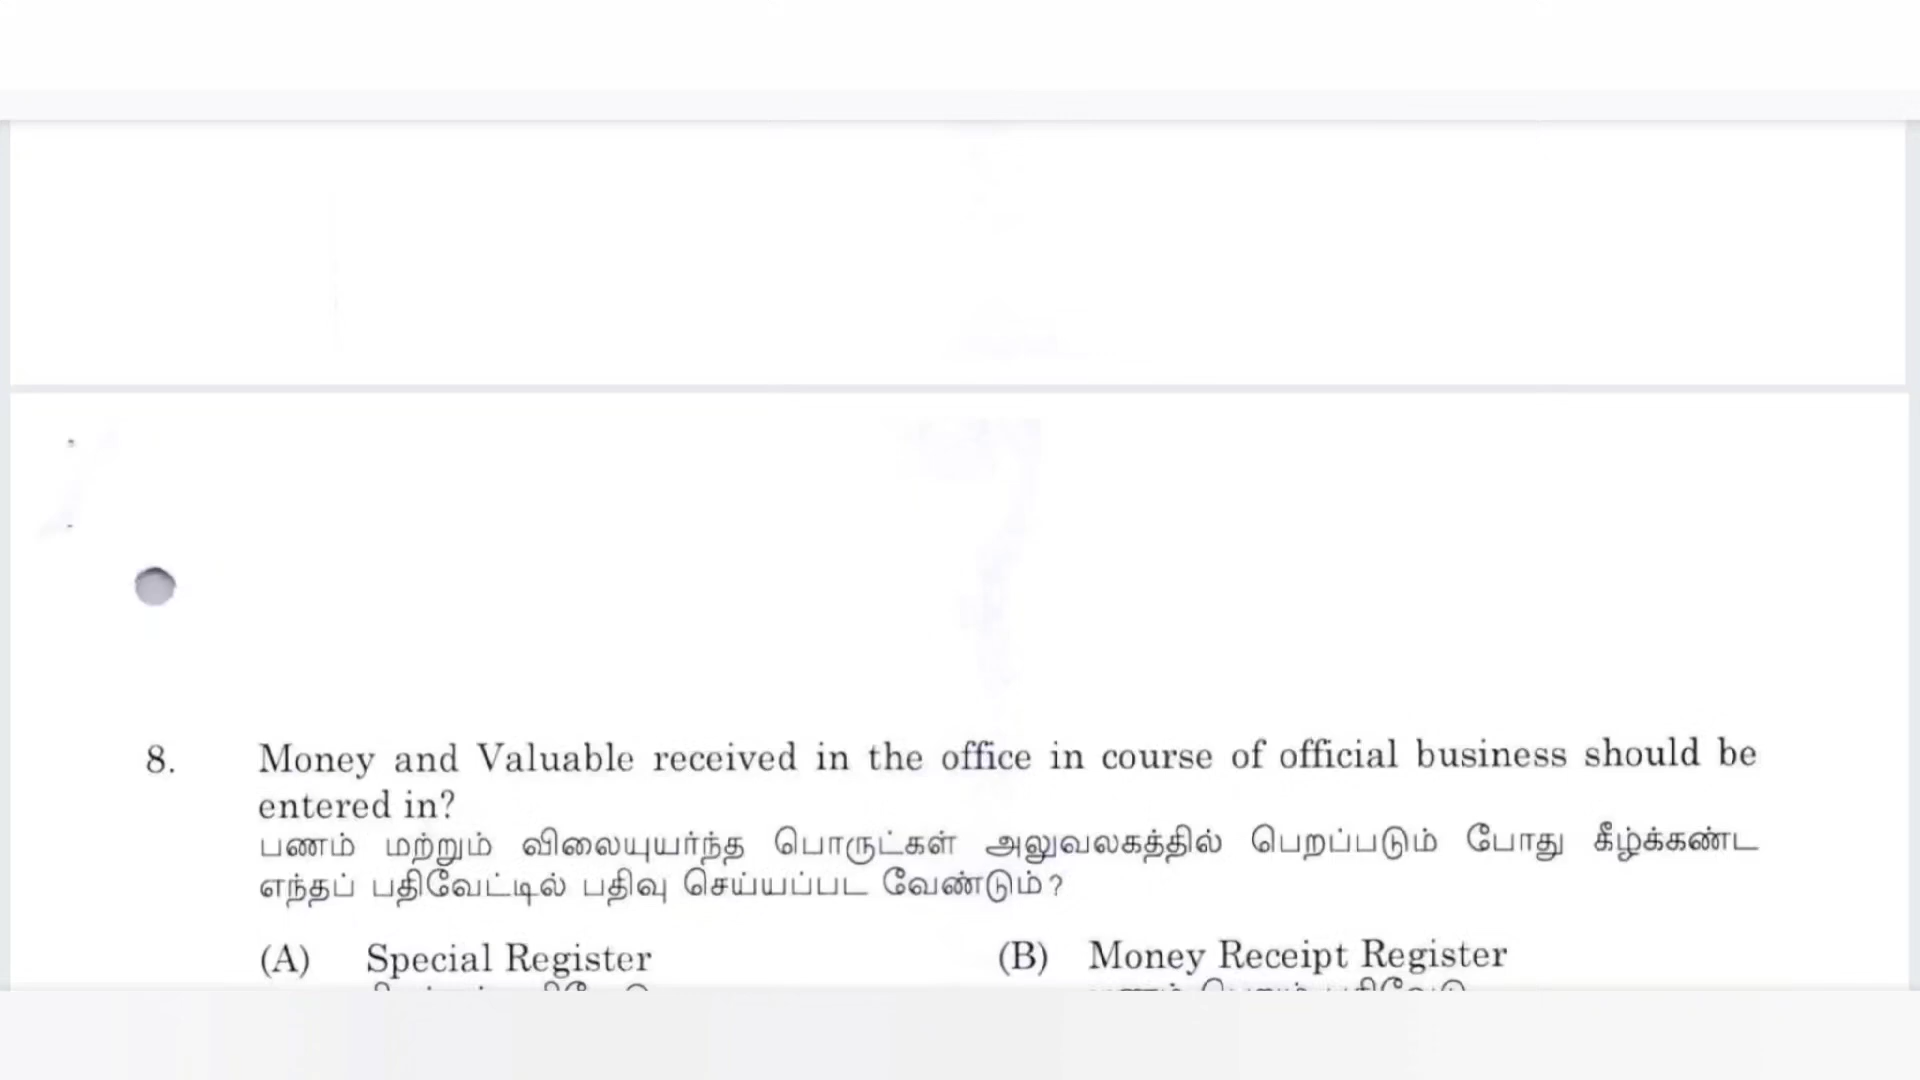 8. Money and Valuable received in the office in course of official business should be
entered in?
பணம் மற்றும் விலையுயர்ந்த பொருட்கள் அலுவலகத்தில் பெறப்படும் போது கீழ்க்கண்ட
எந்தப் பதிவேட்டில் பதிவு செய்யப்பட வேண்டும்?
(A) Special Register (B) Money Receipt Register